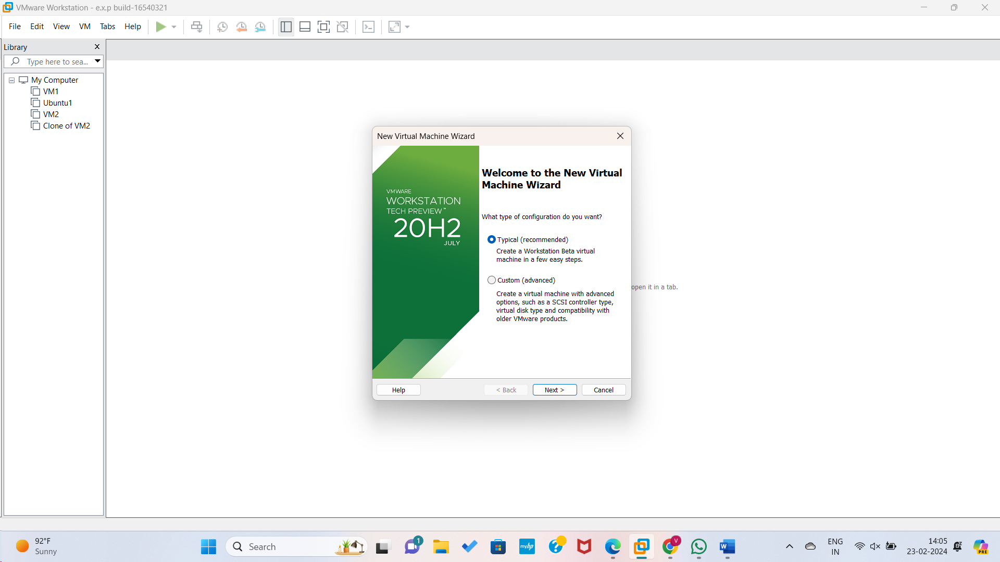 VMware Workstation - e.x.p build-16540321
File Edit View VM Tabs Help
Library
Type here to sea...
My Computer
VM1
Ubuntu1
VM2
Clone of VM2
New Virtual Machine Wizard
VMWARE
WORKSTATION
TECH PREVIEW™
20H2
JULY
Welcome to the New Virtual
Machine Wizard
What type of configuration do you want?
Typical (recommended)
Create a Workstation Beta virtual
machine in a few easy steps.
Custom (advanced)
Create a virtual machine with advanced
options, such as a SCSI controller type,
virtual disk type and compatibility with
older VMware products.
open it in a tab.
Help < Back Next > Cancel
92°F
Sunny
Search
1
myhp
?
V
W
ENG
IN
14:05
23-02-2024
PRE